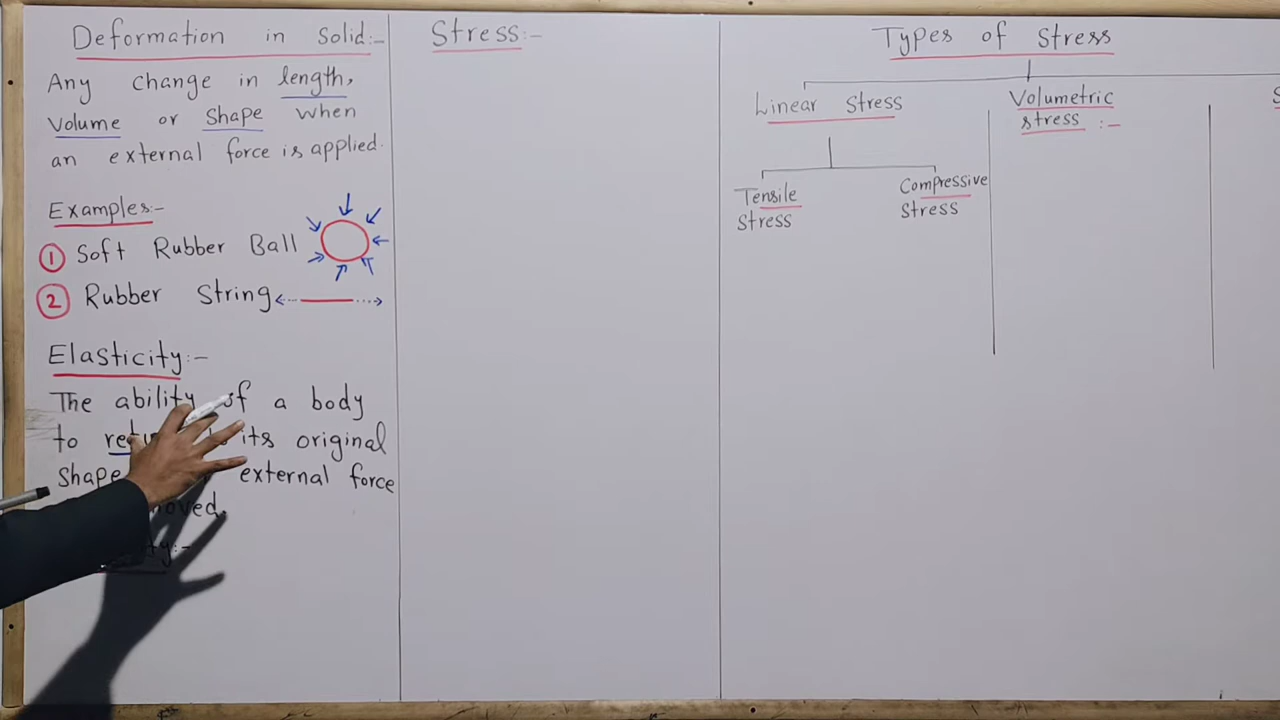 Deformation in Solid:-
Any change in length,
Volume or Shape when
an external force is applied.
Examples:-
1 Soft Rubber Ball
2 Rubber String
Elasticity:-
The ability of a body
to its original
Shape external force
Stress:-
Types of Stress
Linear Stress
Tensile
Stress
Compressive
Stress
Volumetric
stress :-